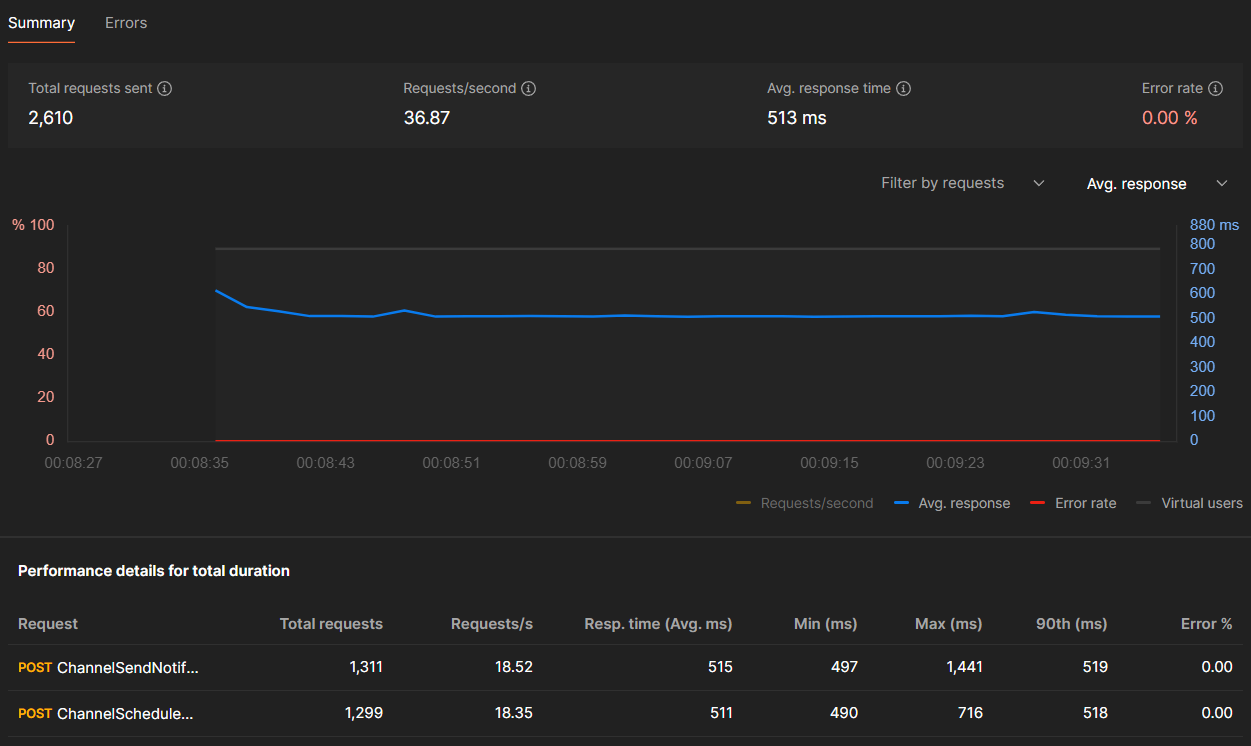 Summary Errors
Total requests sent Requests/second Avg. response time Error rate
2,610 36.87 513 ms 0.00 %
Filter by requests Avg. response
% 100 880 ms
800
80 700
60 600
500
40 400
300
20 200
100
0 0
00:08:27 00:08:35 00:08:43 00:08:51 00:08:59 00:09:07 00:09:15 00:09:23 00:09:31
Requests/second Avg. response Error rate Virtual users
Performance details for total duration
Request Total requests Requests/s Resp. time (Avg. ms) Min (ms) Max (ms) 90th (ms) Error %
POST ChannelSendNotif... 1,311 18.52 515 497 1,441 519 0.00
POST ChannelSchedule... 1,299 18.35 511 490 716 518 0.00